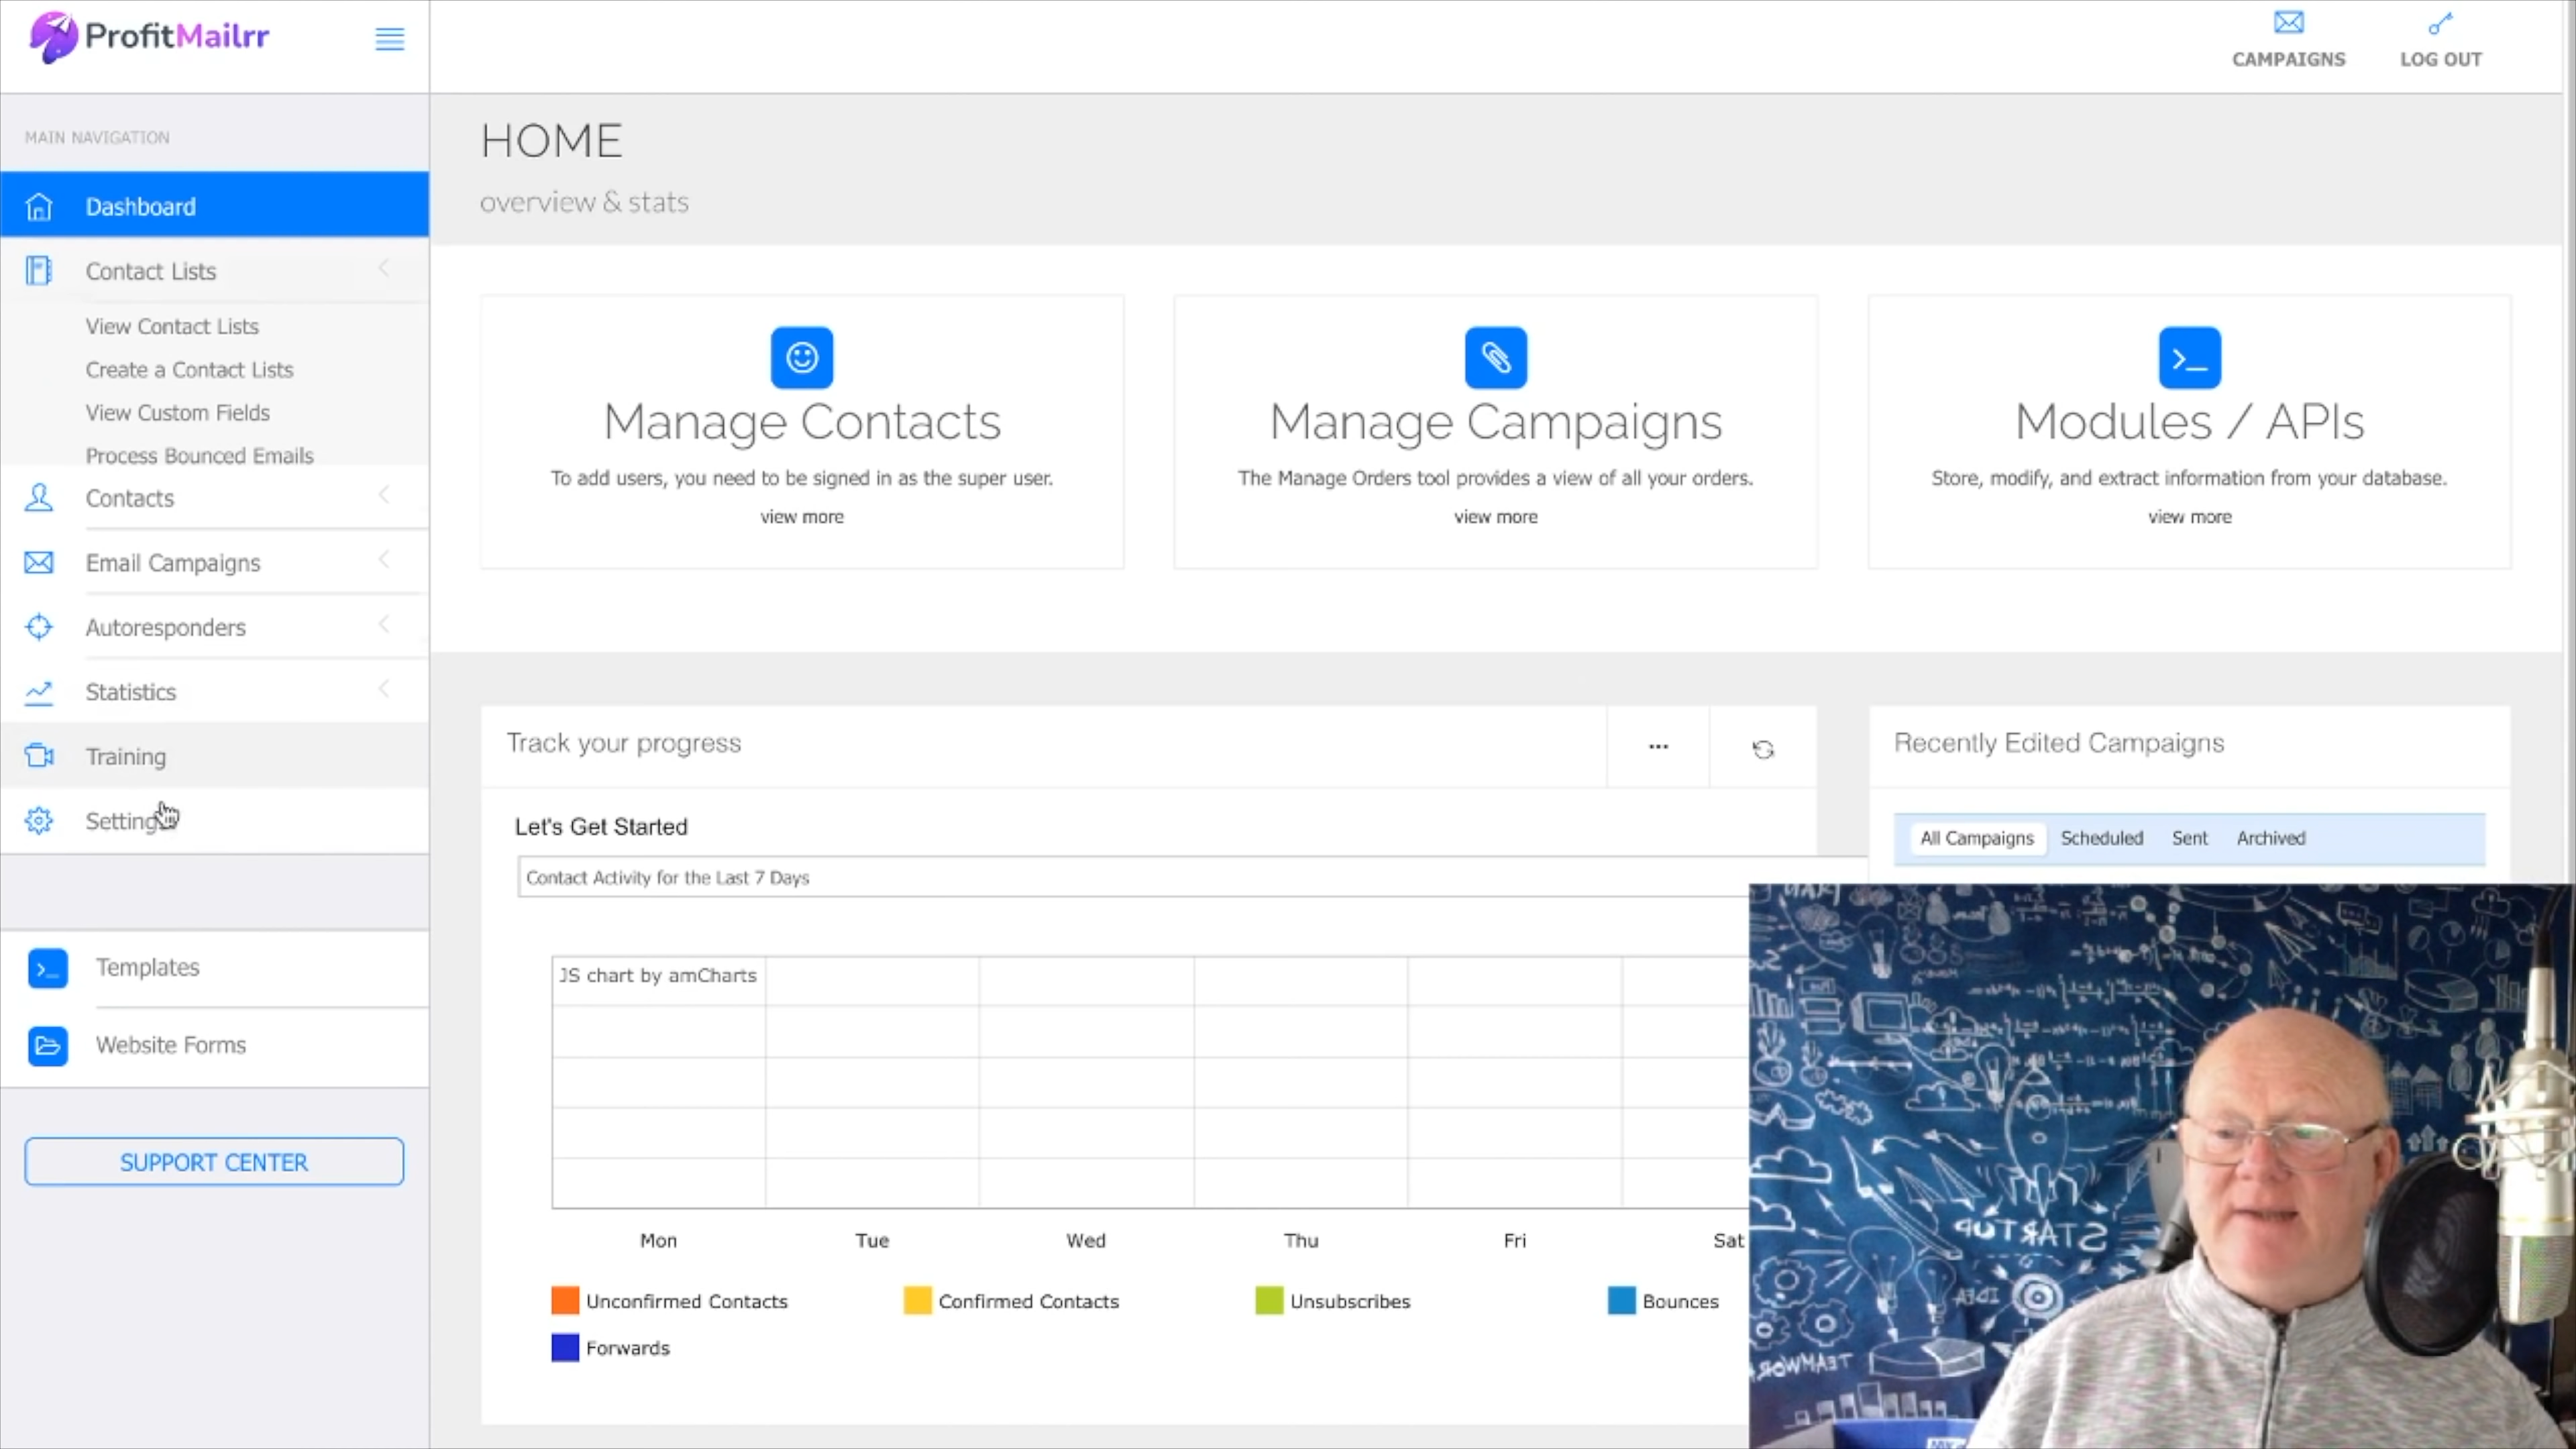 ProfitMailrr
CAMPAIGNS
LOG OUT
MAIN NAVIGATION
Dashboard
Contact Lists
View Contact Lists
Create a Contact Lists
View Custom Fields
Process Bounced Emails
Contacts
Email Campaigns
Autoresponders
Statistics
Training
Settings
Templates
Website Forms
SUPPORT CENTER
HOME
overview & stats
Manage Contacts
To add users, you need to be signed in as the super user.
view more
Manage Campaigns
The Manage Orders tool provides a view of all your orders.
view more
Modules / APIs
Store, modify, and extract information from your database.
view more
Track your progress
...
Let's Get Started
Contact Activity for the Last 7 Days
JS chart by amCharts
Mon Tue Wed Thu Fri Sat
Unconfirmed Contacts Confirmed Contacts Unsubscribes Bounces
Forwards
Recently Edited Campaigns
All Campaigns Scheduled Sent Archived
PLAN
STARTUP
IDEA